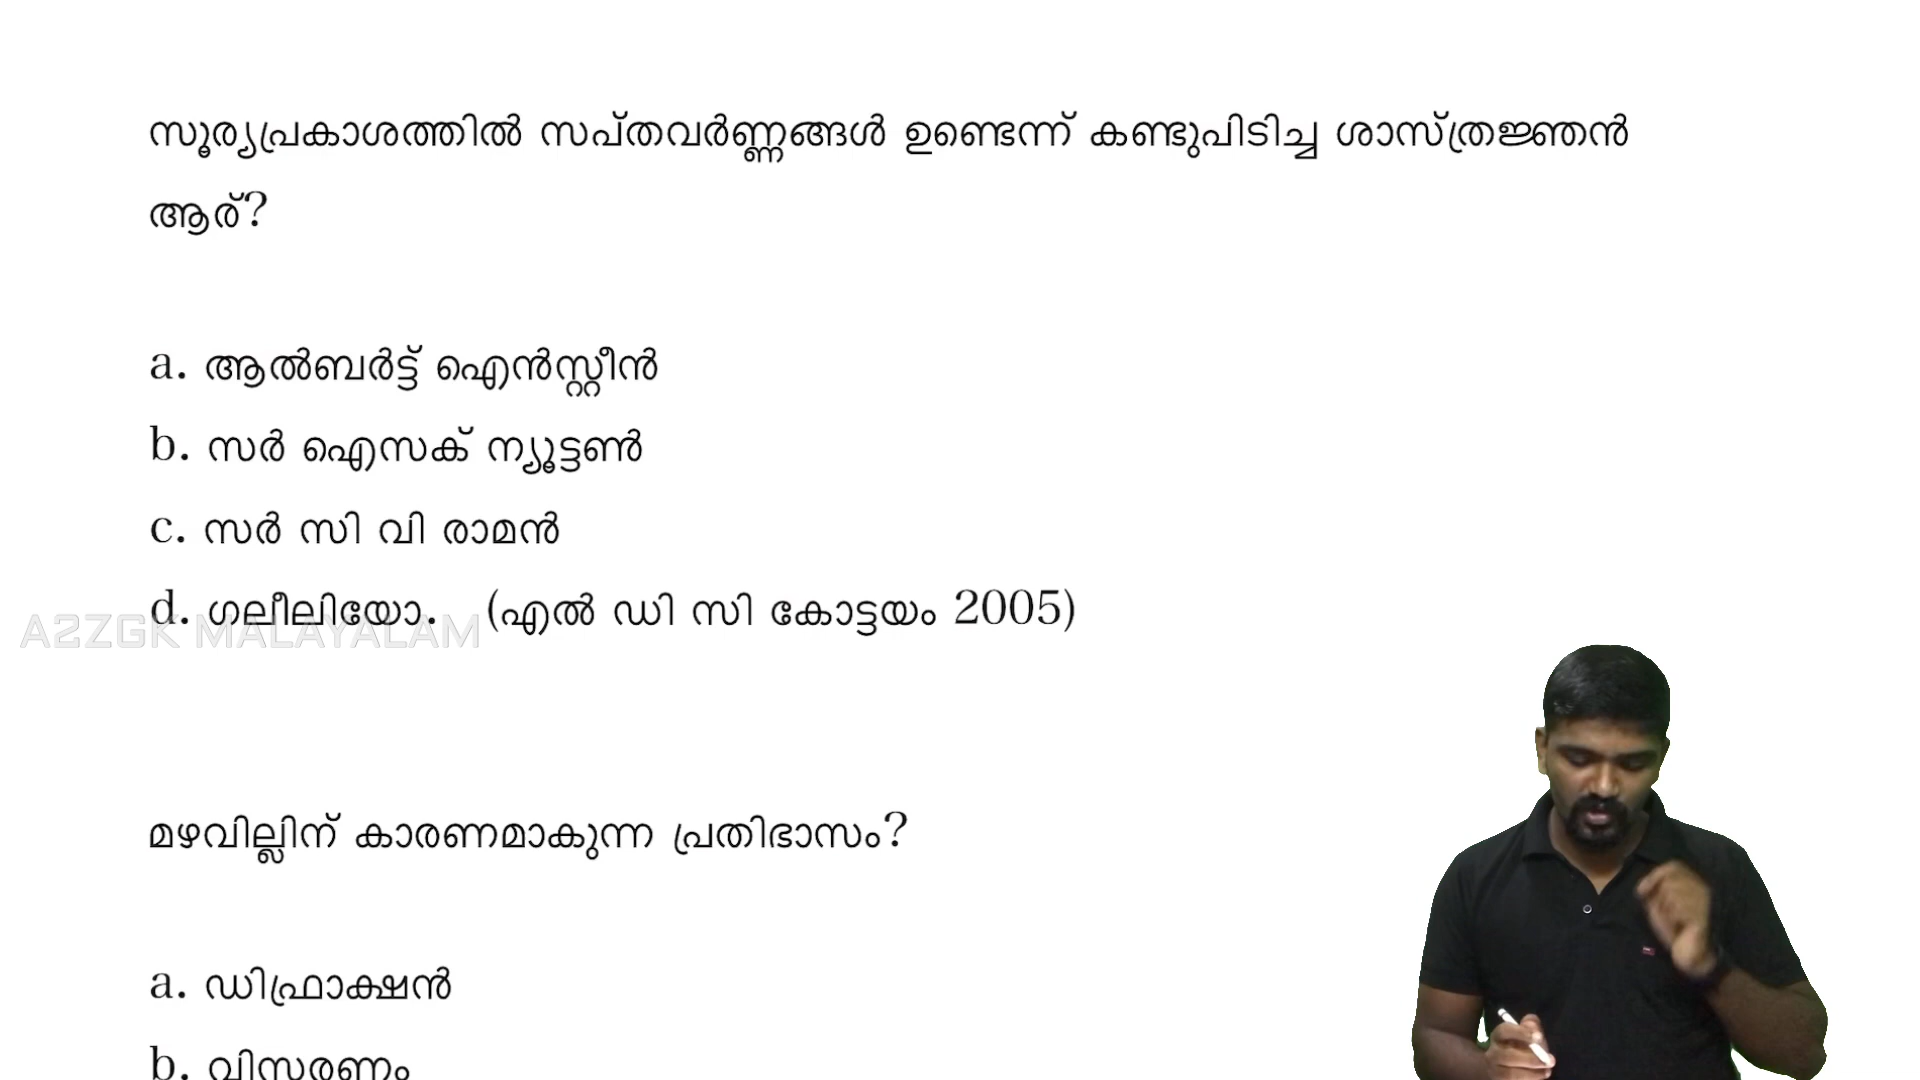 സൂര്യപ്രകാശത്തിൽ സപ്തവർണ്ണങ്ങൾ ഉണ്ടെന്ന് കണ്ടുപിടിച്ച ശാസ്ത്രജ്ഞൻ
ആര്?
a. ആൽബർട്ട് ഐൻസ്റ്റീൻ
b. സർ ഐസക് ന്യൂട്ടൺ
c. സർ സി വി രാമൻ
d. ഗലീലിയോ. (എൽ ഡി സി കോട്ടയം 2005)
A2ZGK MALAYALAM
മഴവില്ലിന് കാരണമാകുന്ന പ്രതിഭാസം?
a. ഡിഫ്രാക്ഷൻ
b. വിസരണം